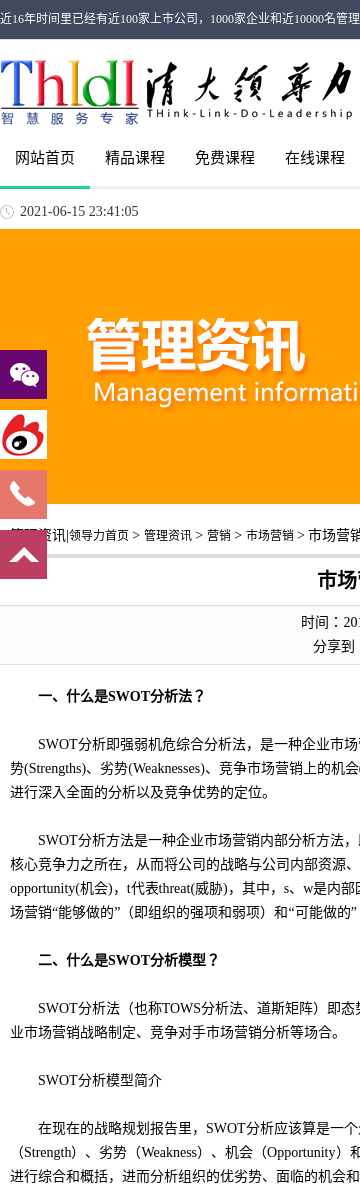 近16年时间里已经有近100家上市公司，1000家企业和近10000名管理
ThldI
智慧服务专家
清大领导力
THink-Link-Do-Leadership
网站首页 精品课程 免费课程 在线课程
2021-06-15 23:41:05
管理资讯
Management informati
资讯|领导力首页 > 管理资讯 > 营销 > 市场营销 > 市场营销
市场
时间：20
分享到
一、什么是SWOT分析法？
SWOT分析即强弱机危综合分析法，是一种企业市场
势(Strengths)、劣势(Weaknesses)、竞争市场营销上的机会
进行深入全面的分析以及竞争优势的定位。
SWOT分析方法是一种企业市场营销内部分析方法，
核心竞争力之所在，从而将公司的战略与公司内部资源、
opportunity(机会)，t代表threat(威胁)，其中，s、w是内部
场营销“能够做的”（即组织的强项和弱项）和“可能做的”
二、什么是SWOT分析模型？
SWOT分析法（也称TOWS分析法、道斯矩阵）即态
业市场营销战略制定、竞争对手市场营销分析等场合。
SWOT分析模型简介
在现在的战略规划报告里，SWOT分析应该算是一个
（Strength）、劣势（Weakness）、机会（Opportunity）和
进行综合和概括，进而分析组织的优劣势、面临的机会和